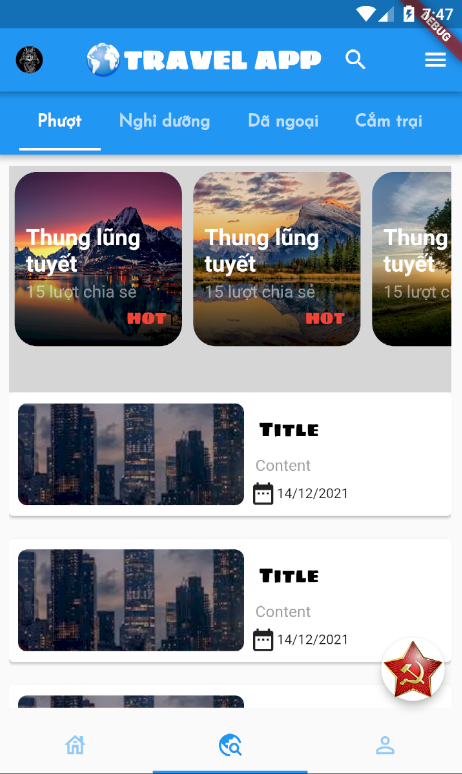 7:47
DEBUG
TRAVEL APP
Phượt
Nghỉ dưỡng
Dã ngoại
Cắm trại
Thung lũng
tuyết
15 lượt chia sẻ
HOT
Thung lũng
tuyết
15 lượt chia sẻ
HOT
Thung
tuyết
15 lượt c
Title
Content
14/12/2021
Title
Content
14/12/2021